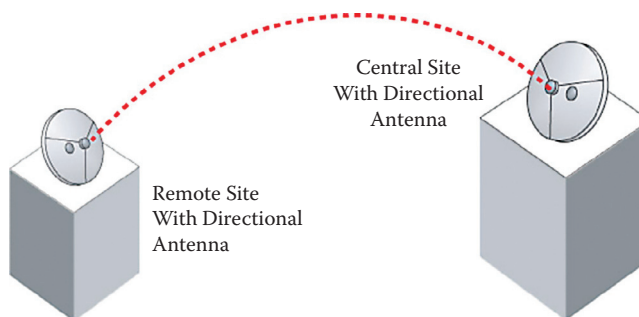 Central Site
With Directional
Antenna
Remote Site
With Directional
Antenna